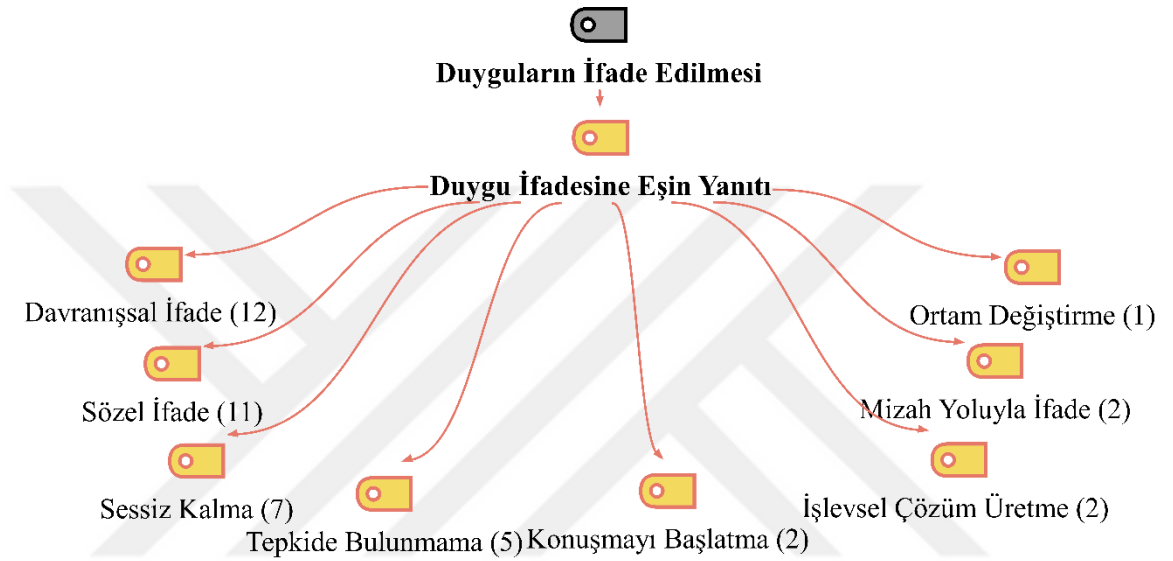 Duyguların İfade Edilmesi
Duygu İfadesine Eşin Yanıtı
Davranışsal İfade (12)
Ortam Değiştirme (1)
Sözel İfade (11)
Mizah Yoluyla İfade (2)
Sessiz Kalma (7)
İşlevsel Çözüm Üretme (2)
Tepkide Bulunmama (5)
Konuşmayı Başlatma (2)